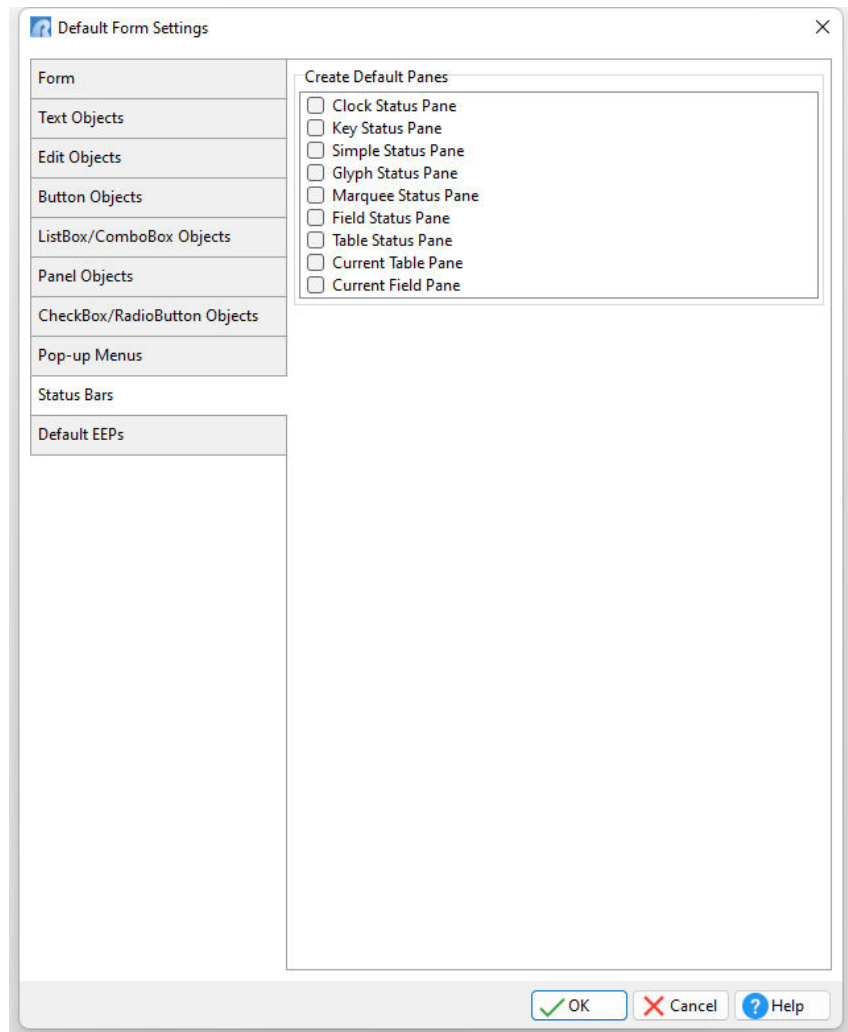 Default Form Settings
Form
Text Objects
Edit Objects
Button Objects
ListBox/ComboBox Objects
Panel Objects
CheckBox/RadioButton Objects
Pop-up Menus
Status Bars
Default EEPs
Create Default Panes
Clock Status Pane
Key Status Pane
Simple Status Pane
Glyph Status Pane
Marquee Status Pane
Field Status Pane
Table Status Pane
Current Table Pane
Current Field Pane
OK
Cancel
Help